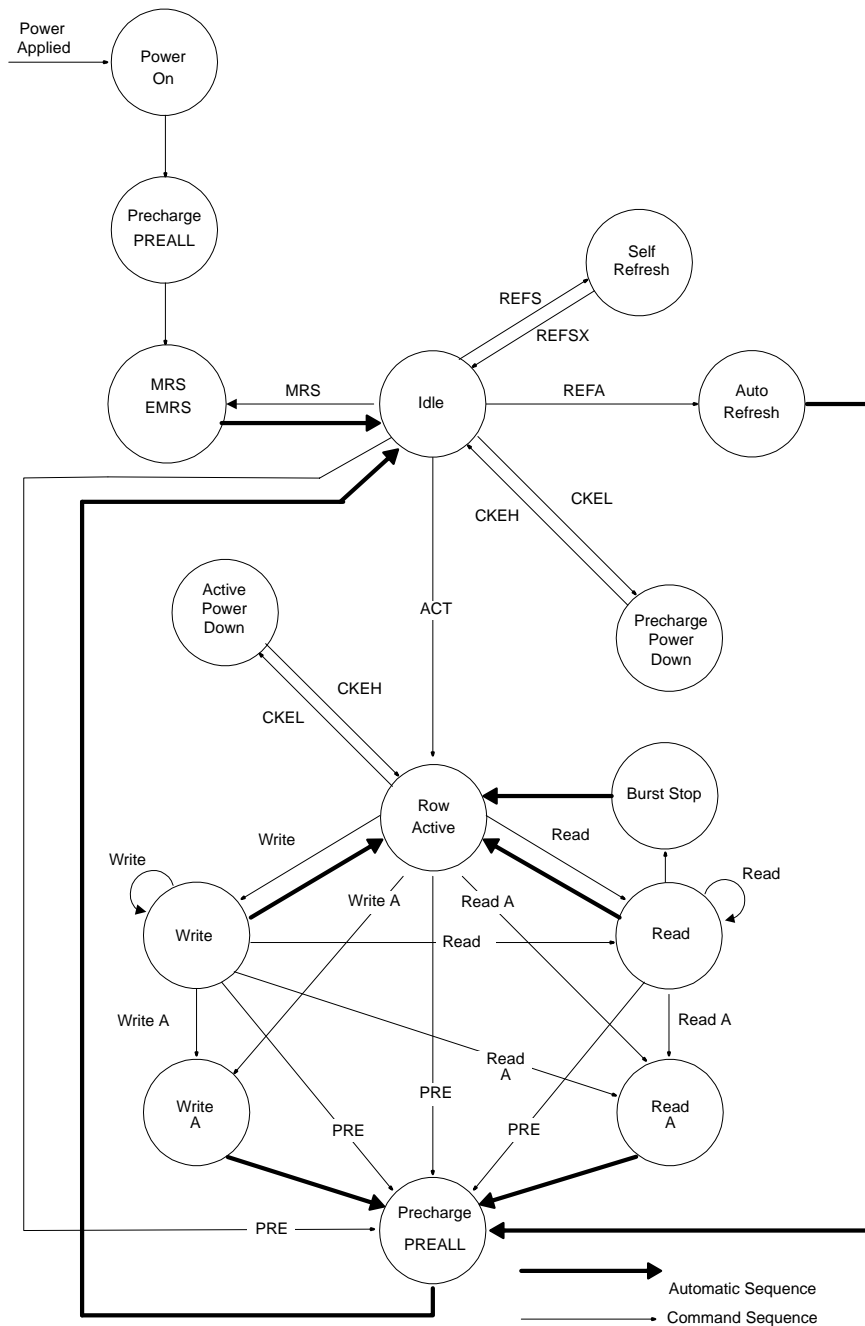 Power
Applied
Power
On
Precharge
PREALL
Self
Refresh
REFS
REFSX
MRS
EMRS
MRS
Idle
REFA
Auto
Refresh
CKEL
CKEH
Active
Power
Down
ACT
Precharge
Power
Down
CKEH
CKEL
Row
Active
Burst Stop
Write
Read
Write
Read
Write A
Read A
Write
Read
Read
Write A
Read A
Read
A
Write
A
PRE
Read
A
PRE
PRE
Precharge
PREALL
PRE
Automatic Sequence
Command Sequence